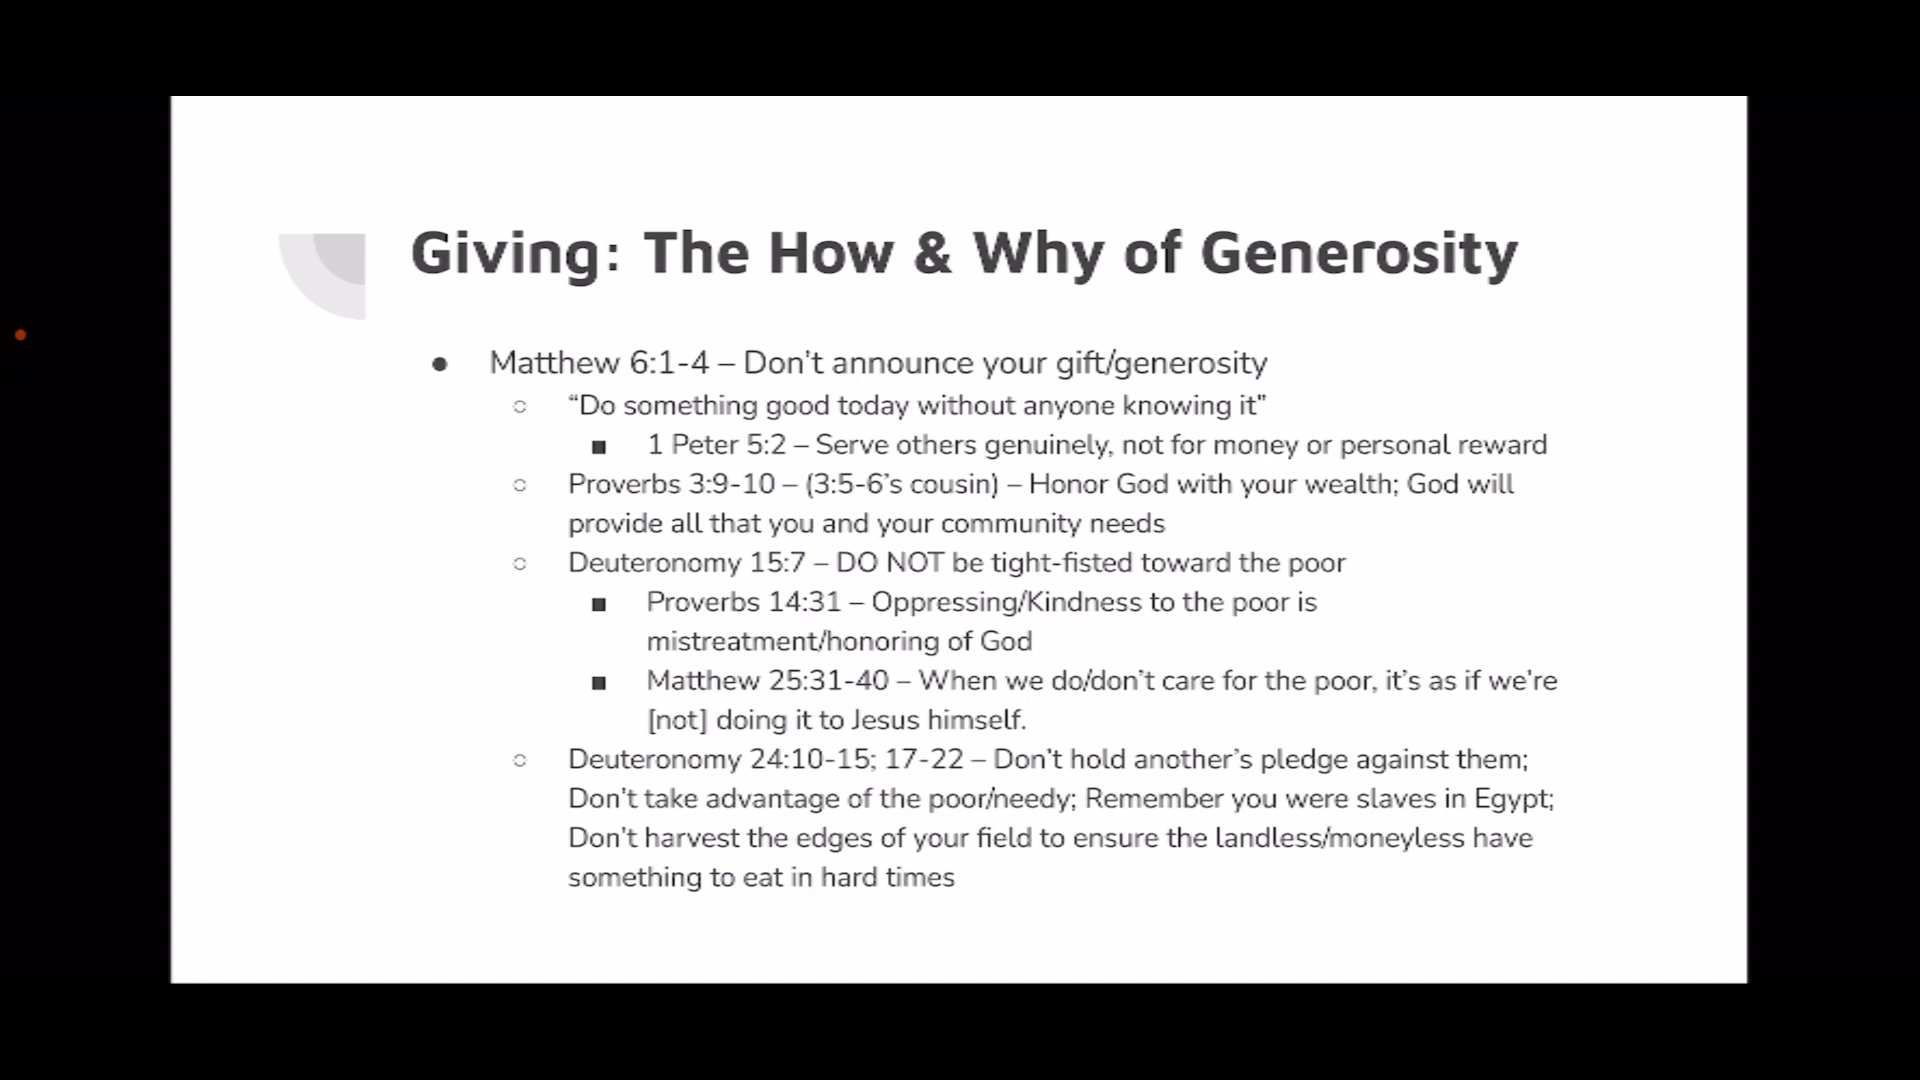 Giving: The How & Why of Generosity
● Matthew 6:1-4 – Don't announce your gift/generosity
○ “Do something good today without anyone knowing it”
■ 1 Peter 5:2 – Serve others genuinely, not for money or personal reward
○ Proverbs 3:9-10 – (3:5-6's cousin) – Honor God with your wealth; God will
provide all that you and your community needs
○ Deuteronomy 15:7 – DO NOT be tight-fisted toward the poor
■ Proverbs 14:31 – Oppressing/Kindness to the poor is
mistreatment/honoring of God
■ Matthew 25:31-40 – When we do/don't care for the poor, it's as if we're
[not] doing it to Jesus himself.
○ Deuteronomy 24:10-15; 17-22 – Don't hold another's pledge against them;
Don't take advantage of the poor/needy; Remember you were slaves in Egypt;
Don't harvest the edges of your field to ensure the landless/moneyless have
something to eat in hard times